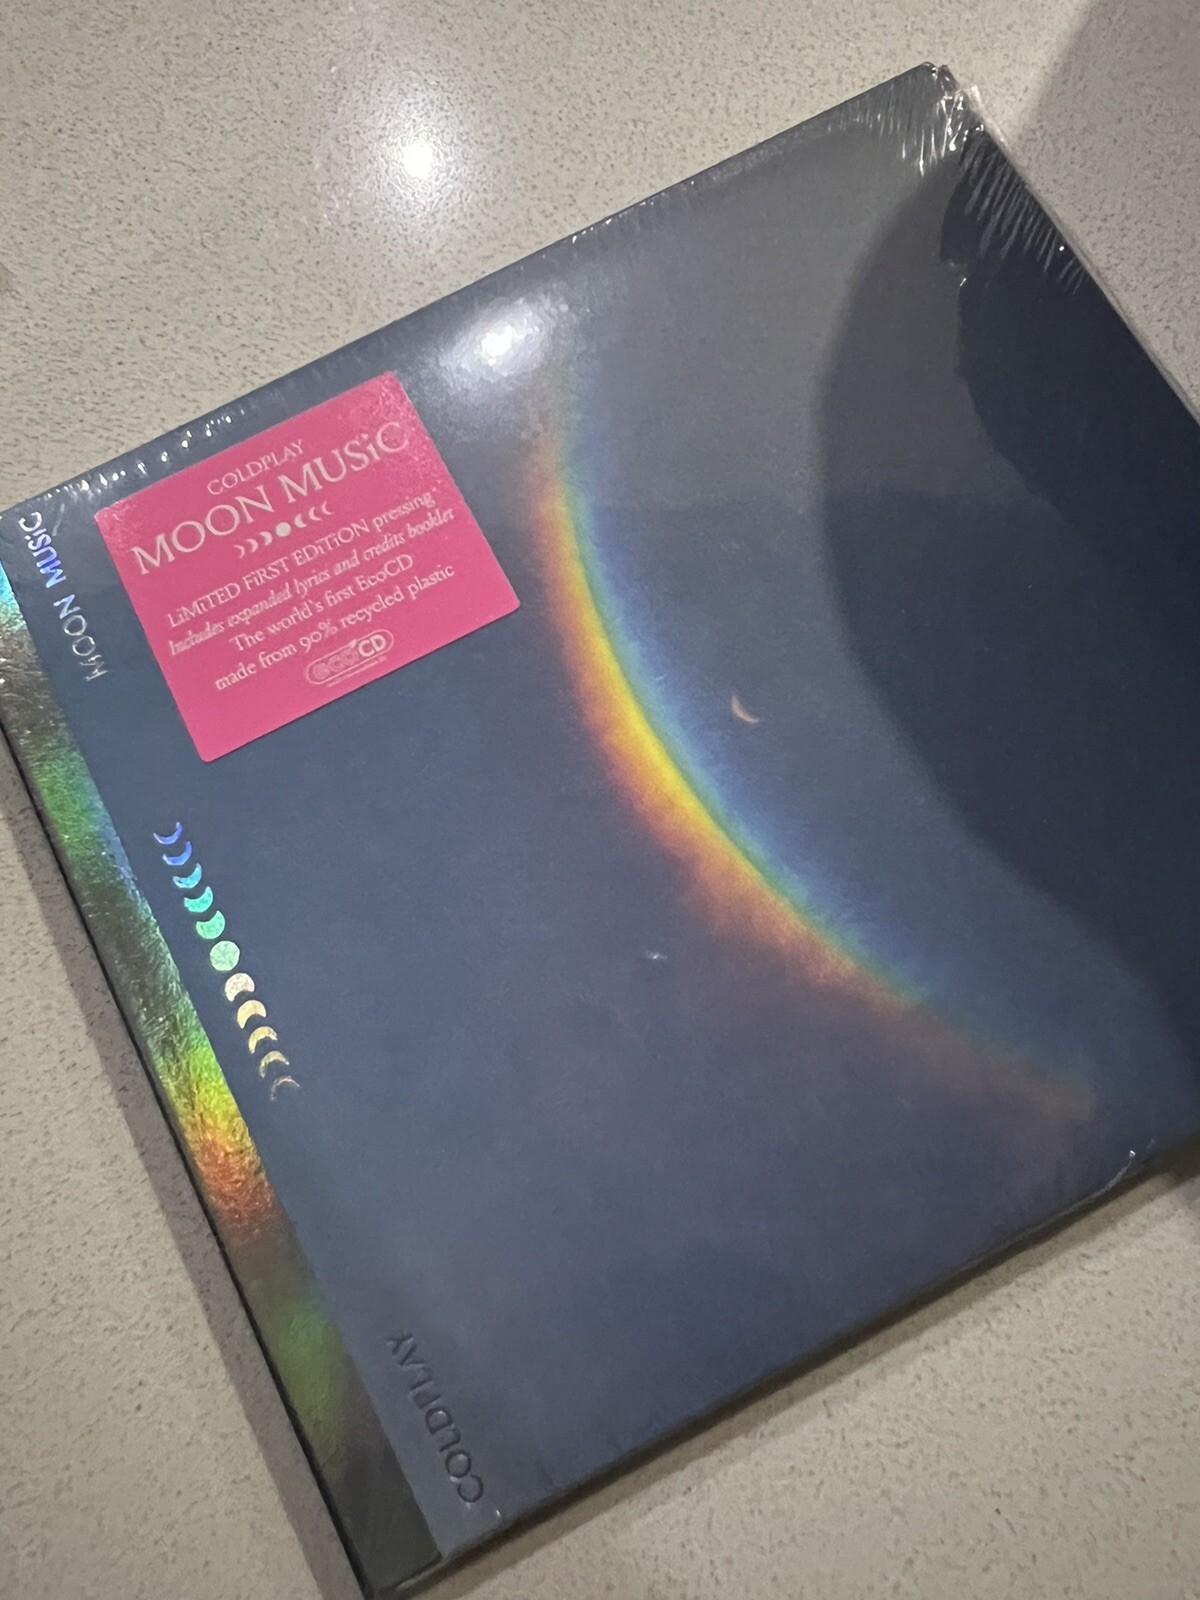 COLDPLAY
MOON MUSiC
LiMiTED FiRST EDiTiON pressing
Includes expanded lyrics and credits booklet
The world's first EcoCD
made from 90% recycled plastic
ecoCD
MOON MUSiC
COLDPLAY